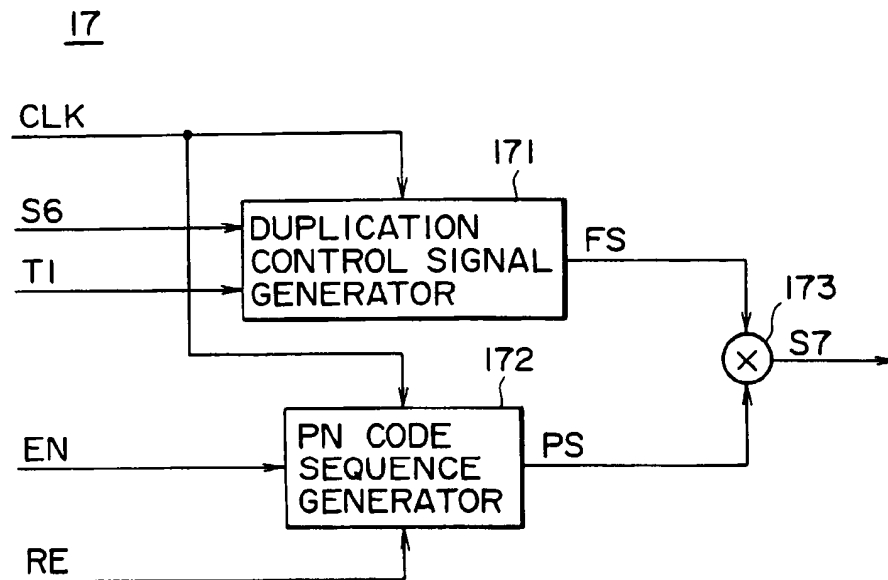 17
CLK
171
S6
DUPLICATION
CONTROL SIGNAL
GENERATOR
FS
T1
173
×
S7
172
EN
PN CODE
SEQUENCE
GENERATOR
PS
RE